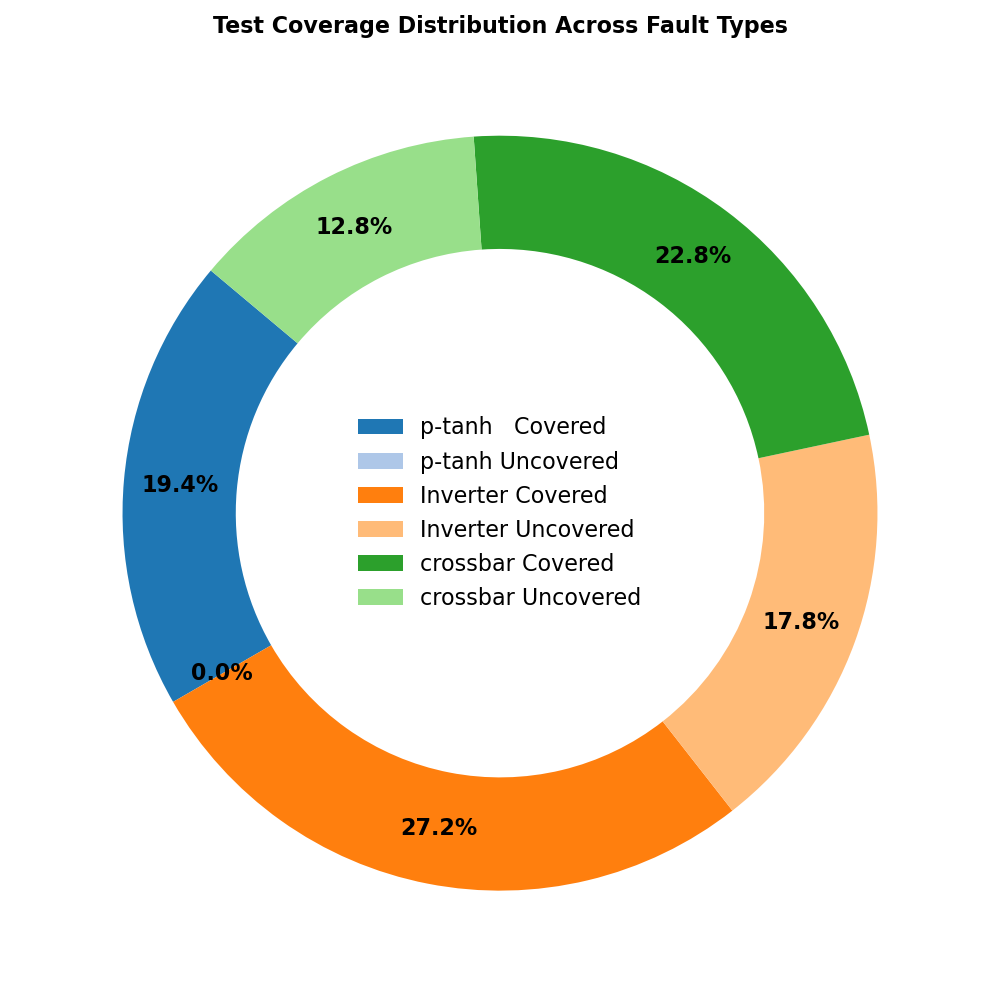 Test Coverage Distribution Across Fault Types
12.8%
22.8%
19.4%
0.0%
27.2%
17.8%
p-tanh   Covered
p-tanh Uncovered
Inverter Covered
Inverter Uncovered
crossbar Covered
crossbar Uncovered